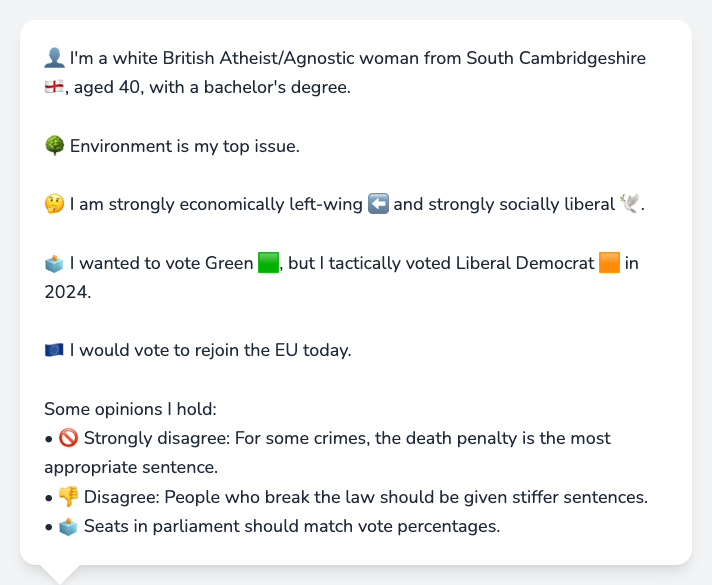 👤 I'm a white British Atheist/Agnostic woman from South Cambridgeshire
🏴󠁧󠁢󠁥󠁮󠁧󠁿, aged 40, with a bachelor's degree.
🌳 Environment is my top issue.
🤔 I am strongly economically left-wing ⬅️ and strongly socially liberal 🕊️.
🗳️ I wanted to vote Green 🟩, but I tactically voted Liberal Democrat 🟧 in
2024.
🇪🇺 I would vote to rejoin the EU today.
Some opinions I hold:
• 🚫 Strongly disagree: For some crimes, the death penalty is the most
appropriate sentence.
• 👎 Disagree: People who break the law should be given stiffer sentences.
• 🗳️ Seats in parliament should match vote percentages.